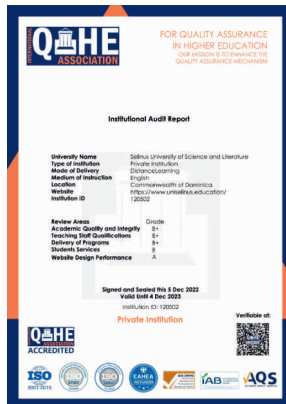 INTERNATIONAL
QAHE
ASSOCIATION
FOR QUALITY ASSURANCE
IN HIGHER EDUCATION
OUR MISSION IS TO ENHANCE THE
QUALITY ASSURANCE MECHANISM
Institutional Audit Report
University Name Selinus University of Science and Literature
Type of Institution Private Institution
Mode of Delivery DistanceLearning
Medium of Instruction English
Location Commonwealth of Dominica
Website https://www.uniselinus.education/
Institution ID 120502
Review Areas Grade
Academic Quality and Integrity B+
Teaching Staff Qualifications B+
Delivery of Programs B+
Students Services B
Website Design Performance A
Signed and Sealed this 5 Dec 2022
Valid Until 4 Dec 2023
Institution ID: 120502
Private Institution
Verifiable at:
QAHE
ACCREDITED
ISO
9001:2015
ISO
ISO
EAHEA
IAB
AQS